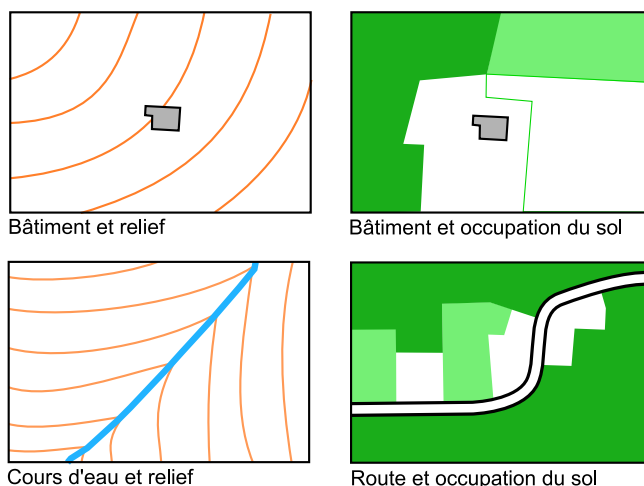 Bâtiment et relief
Bâtiment et occupation du sol
Cours d'eau et relief
Route et occupation du sol